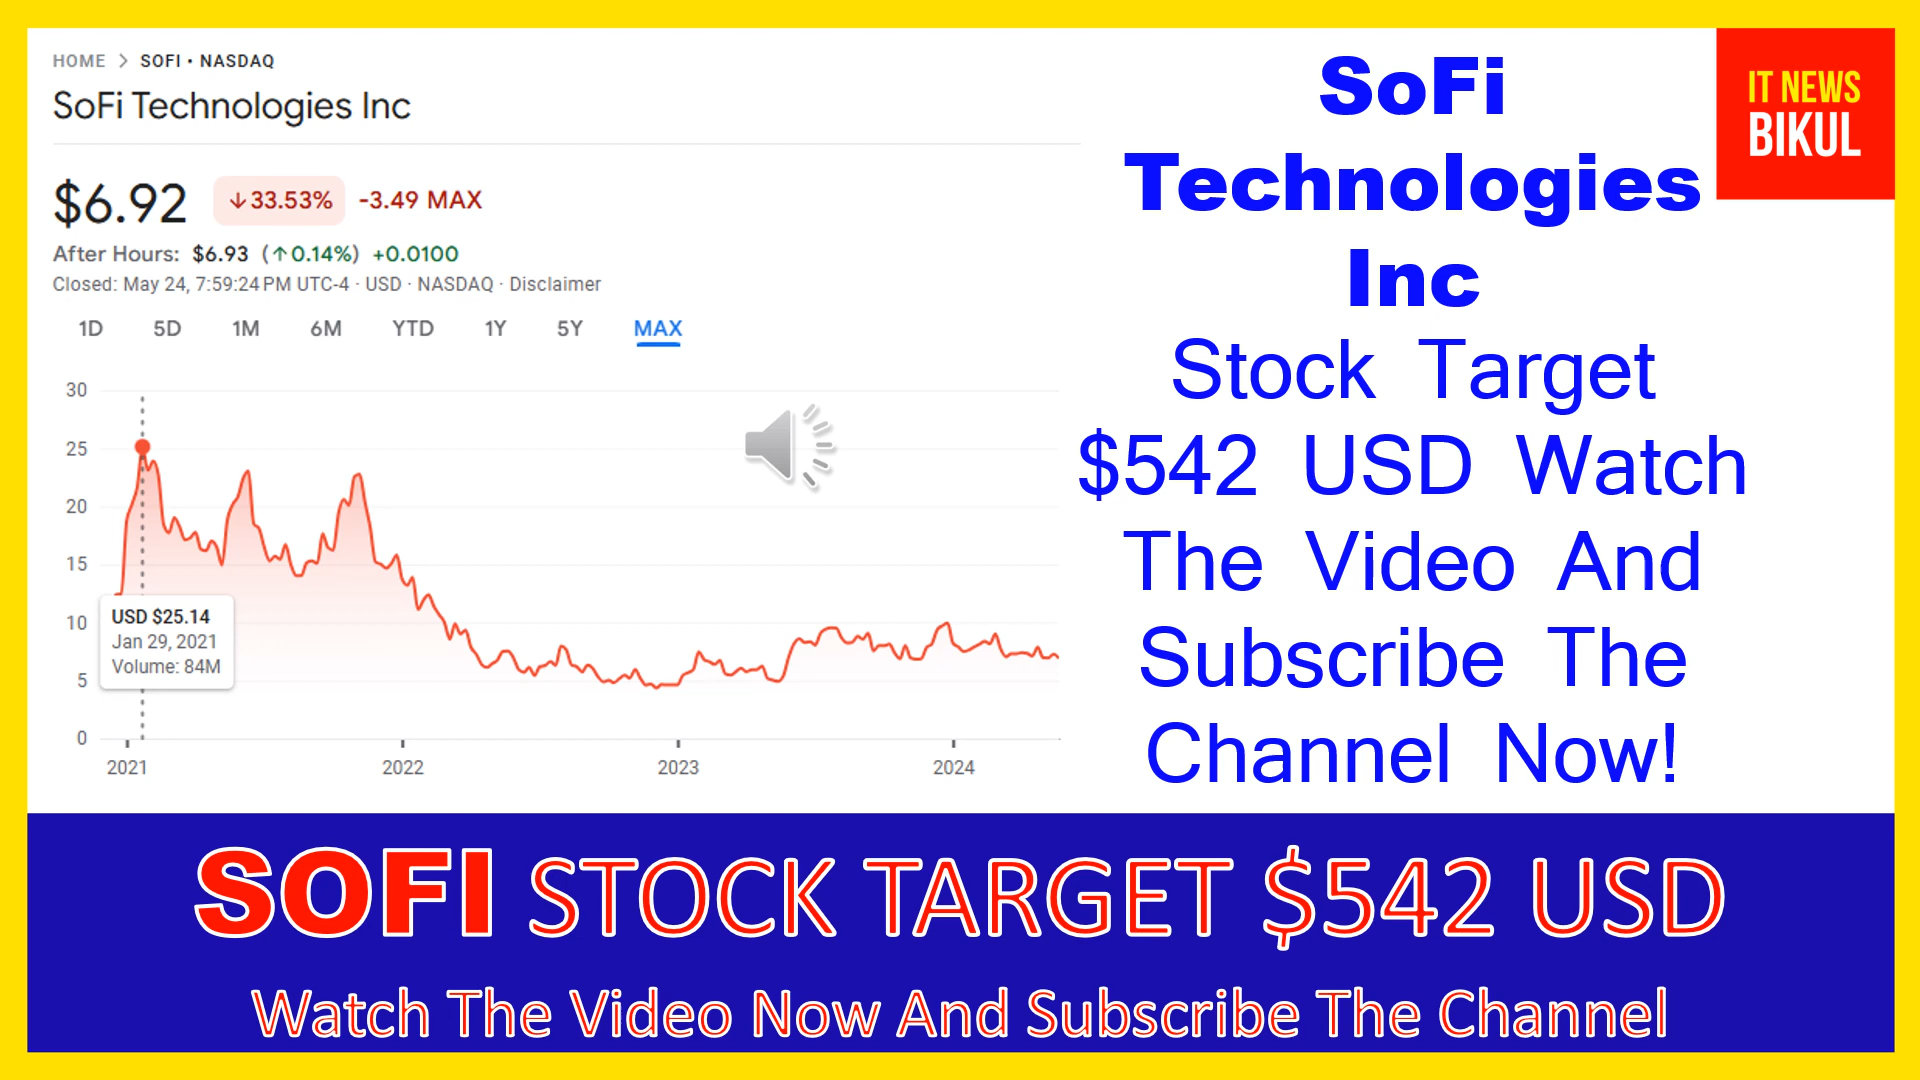 HOME > SOFI • NASDAQ
SoFi Technologies Inc
$6.92 ↓33.53% -3.49 MAX
After Hours: $6.93 (↑0.14%) +0.0100
Closed: May 24, 7:59:24 PM UTC-4 · USD · NASDAQ · Disclaimer
1D 5D 1M 6M YTD 1Y 5Y MAX
30
25
20
15
10
5
0
USD $25.14
Jan 29, 2021
Volume: 84M
2021 2022 2023 2024
SoFi
Technologies
Inc
Stock Target
$542 USD Watch
The Video And
Subscribe The
Channel Now!
IT NEWS
BIKUL
SOFI STOCK TARGET $542 USD
Watch The Video Now And Subscribe The Channel